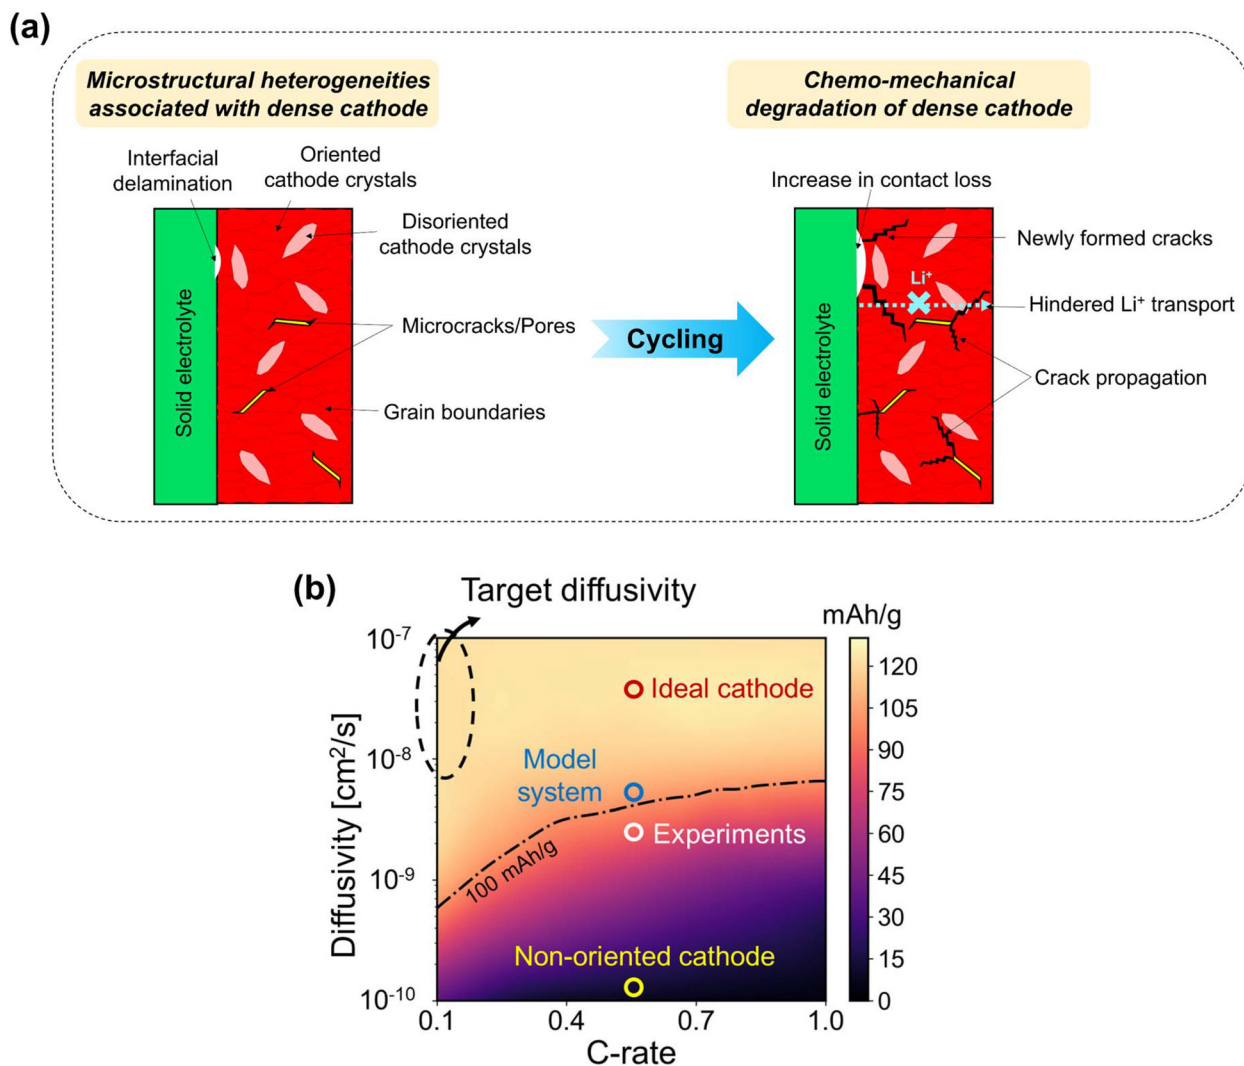 (a)
Microstructural heterogeneities
associated with dense cathode
Chemo-mechanical
degradation of dense cathode
Interfacial
delamination
Oriented
cathode crystals
Disoriented
cathode crystals
Microcracks/Pores
Grain boundaries
Solid electrolyte
Cycling
Increase in contact loss
Newly formed cracks
Li⁺
Hindered Li⁺ transport
Crack propagation
Solid electrolyte
(b)
Target diffusivity
mAh/g
Diffusivity [cm²/s]
10⁻⁷
10⁻⁸
10⁻⁹
10⁻¹⁰
Ideal cathode
Model
system
Experiments
100 mAh/g
Non-oriented cathode
0.1
0.4
0.7
1.0
C-rate
120
105
90
75
60
45
30
15
0